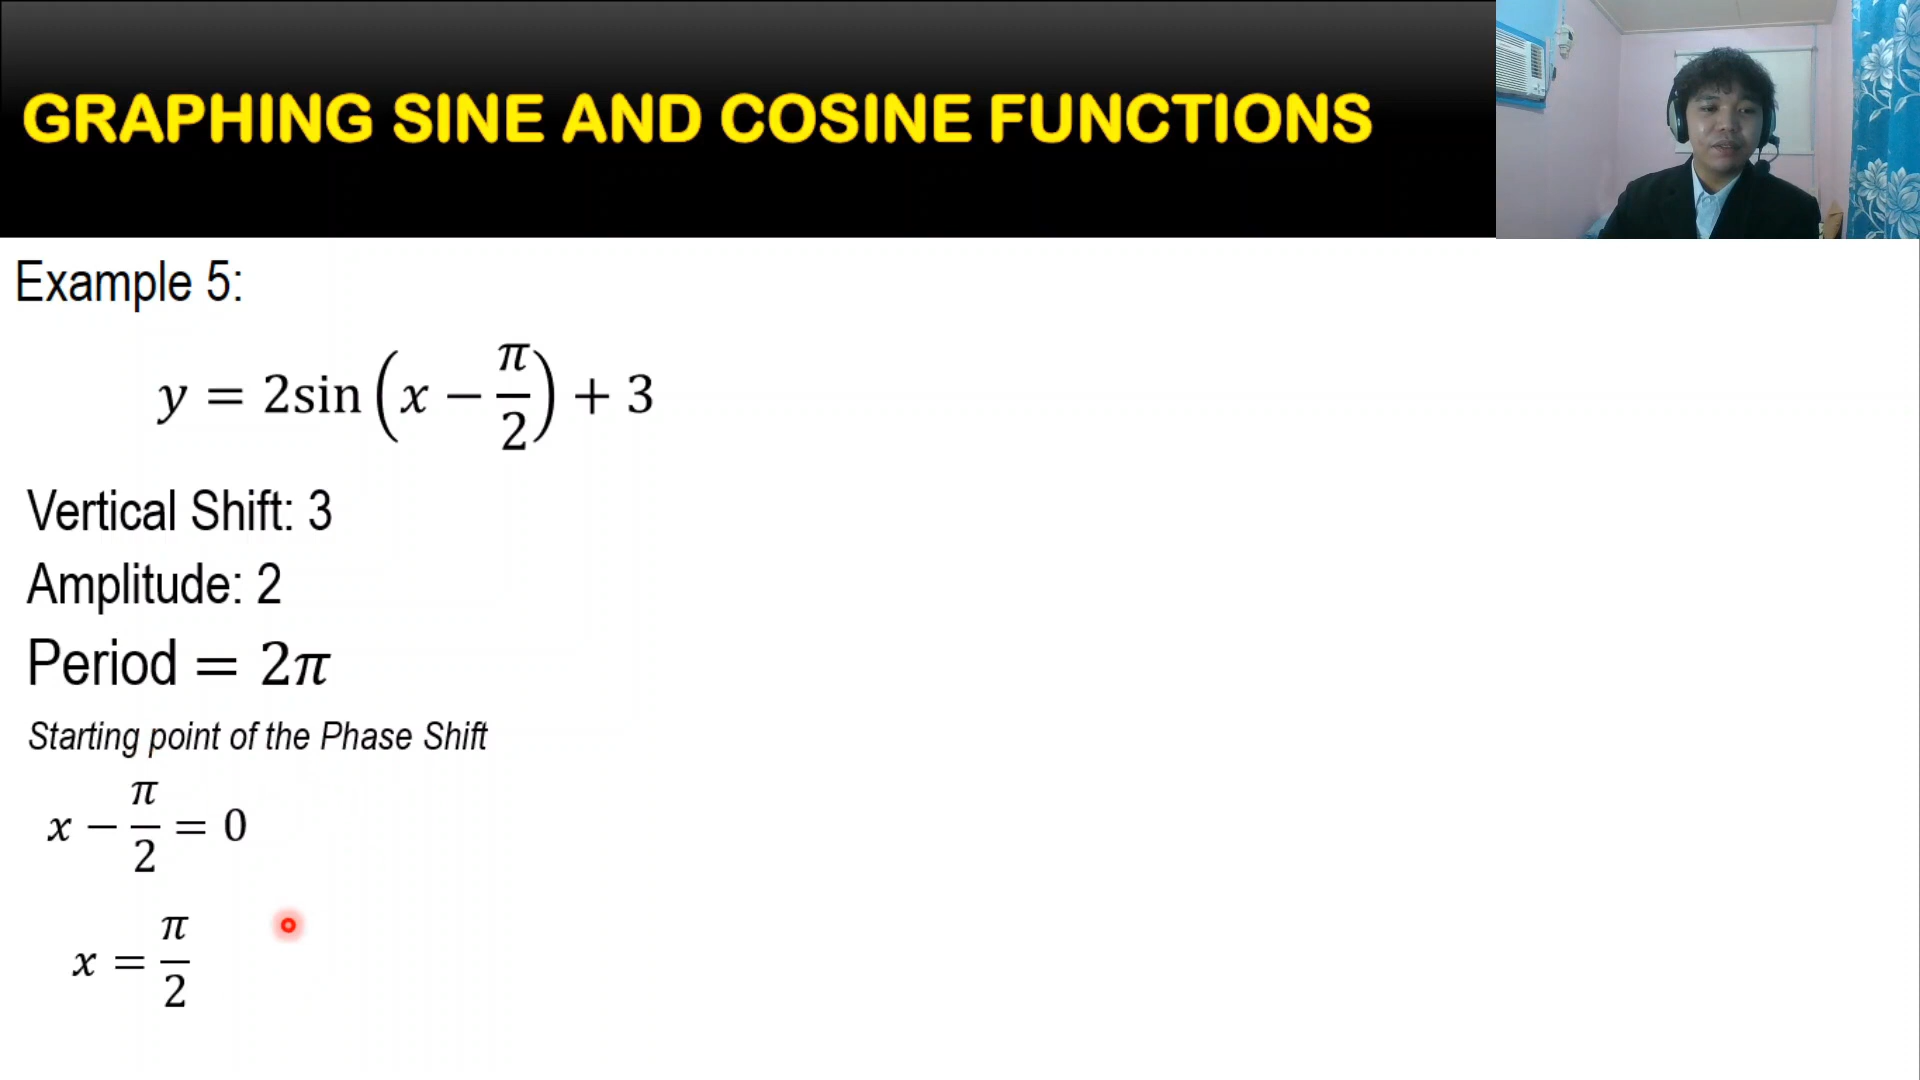 GRAPHING SINE AND COSINE FUNCTIONS
Example 5:
y = 2sin(x − π/2) + 3
Vertical Shift: 3
Amplitude: 2
Period = 2π
Starting point of the Phase Shift
x − π/2 = 0
x = π/2